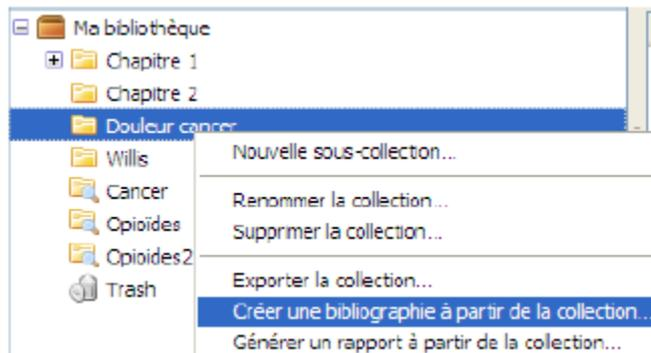 Ma bibliothèque
Chapitre 1
Chapitre 2
Douleur cancer
Willis
Cancer
Opioïdes
Opioides2
Trash
Nouvelle sous-collection...
Renommer la collection...
Supprimer la collection...
Exporter la collection...
Créer une bibliographie à partir de la collection...
Générer un rapport à partir de la colection...